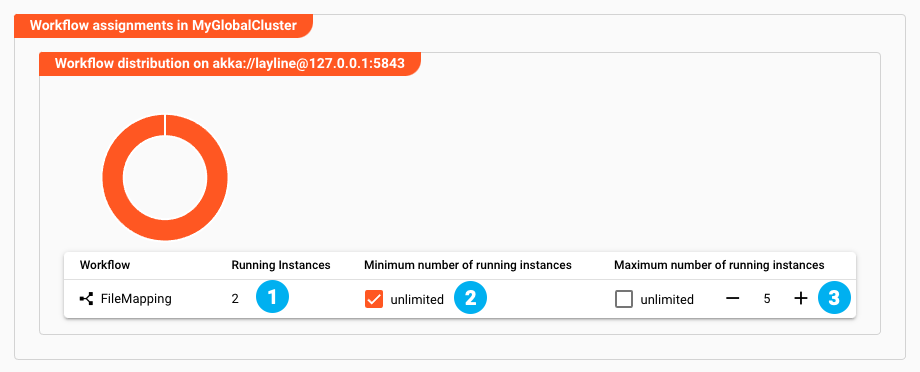 Workflow assignments in MyGlobalCluster
Workflow distribution on akka://layline@127.0.0.1:5843
Workflow Running Instances Minimum number of running instances Maximum number of running instances
FileMapping 2 1 unlimited 2 unlimited − 5 + 3